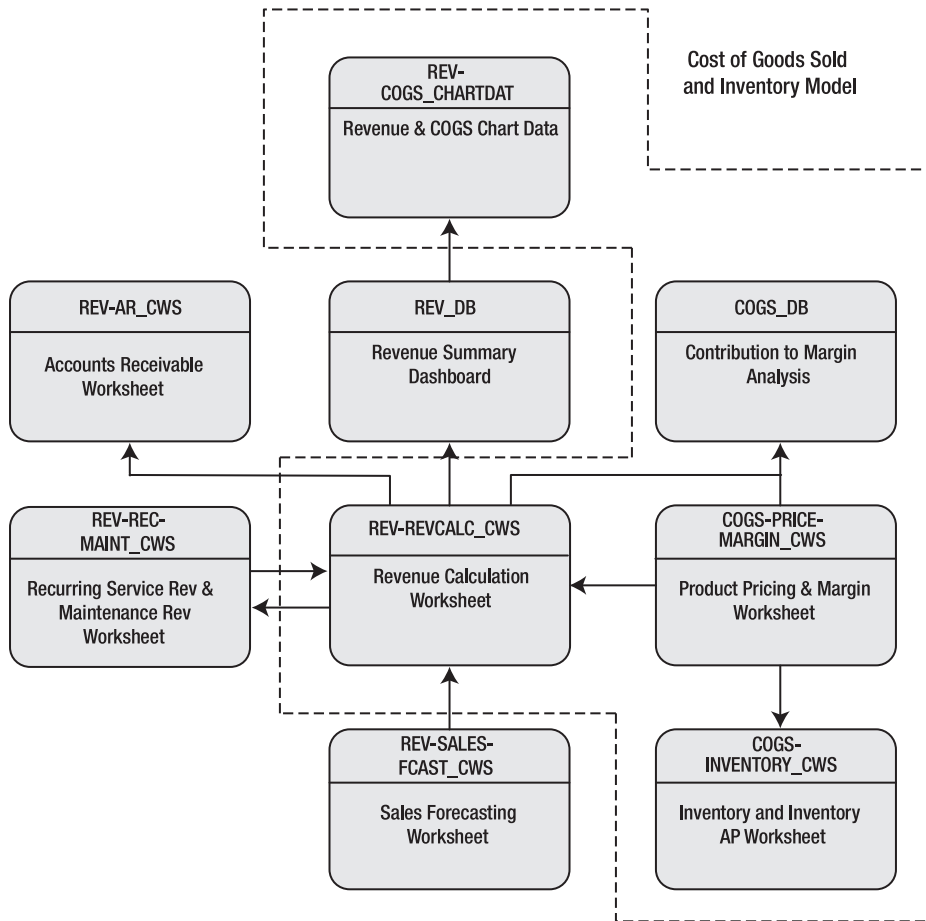 Cost of Goods Sold
and Inventory Model
REV-
COGS_CHARTDAT
Revenue & COGS Chart Data
REV-AR_CWS
Accounts Receivable
Worksheet
REV_DB
Revenue Summary
Dashboard
COGS_DB
Contribution to Margin
Analysis
REV-REC-
MAINT_CWS
Recurring Service Rev &
Maintenance Rev
Worksheet
REV-REVCALC_CWS
Revenue Calculation
Worksheet
COGS-PRICE-
MARGIN_CWS
Product Pricing & Margin
Worksheet
REV-SALES-
FCAST_CWS
Sales Forecasting
Worksheet
COGS-
INVENTORY_CWS
Inventory and Inventory
AP Worksheet